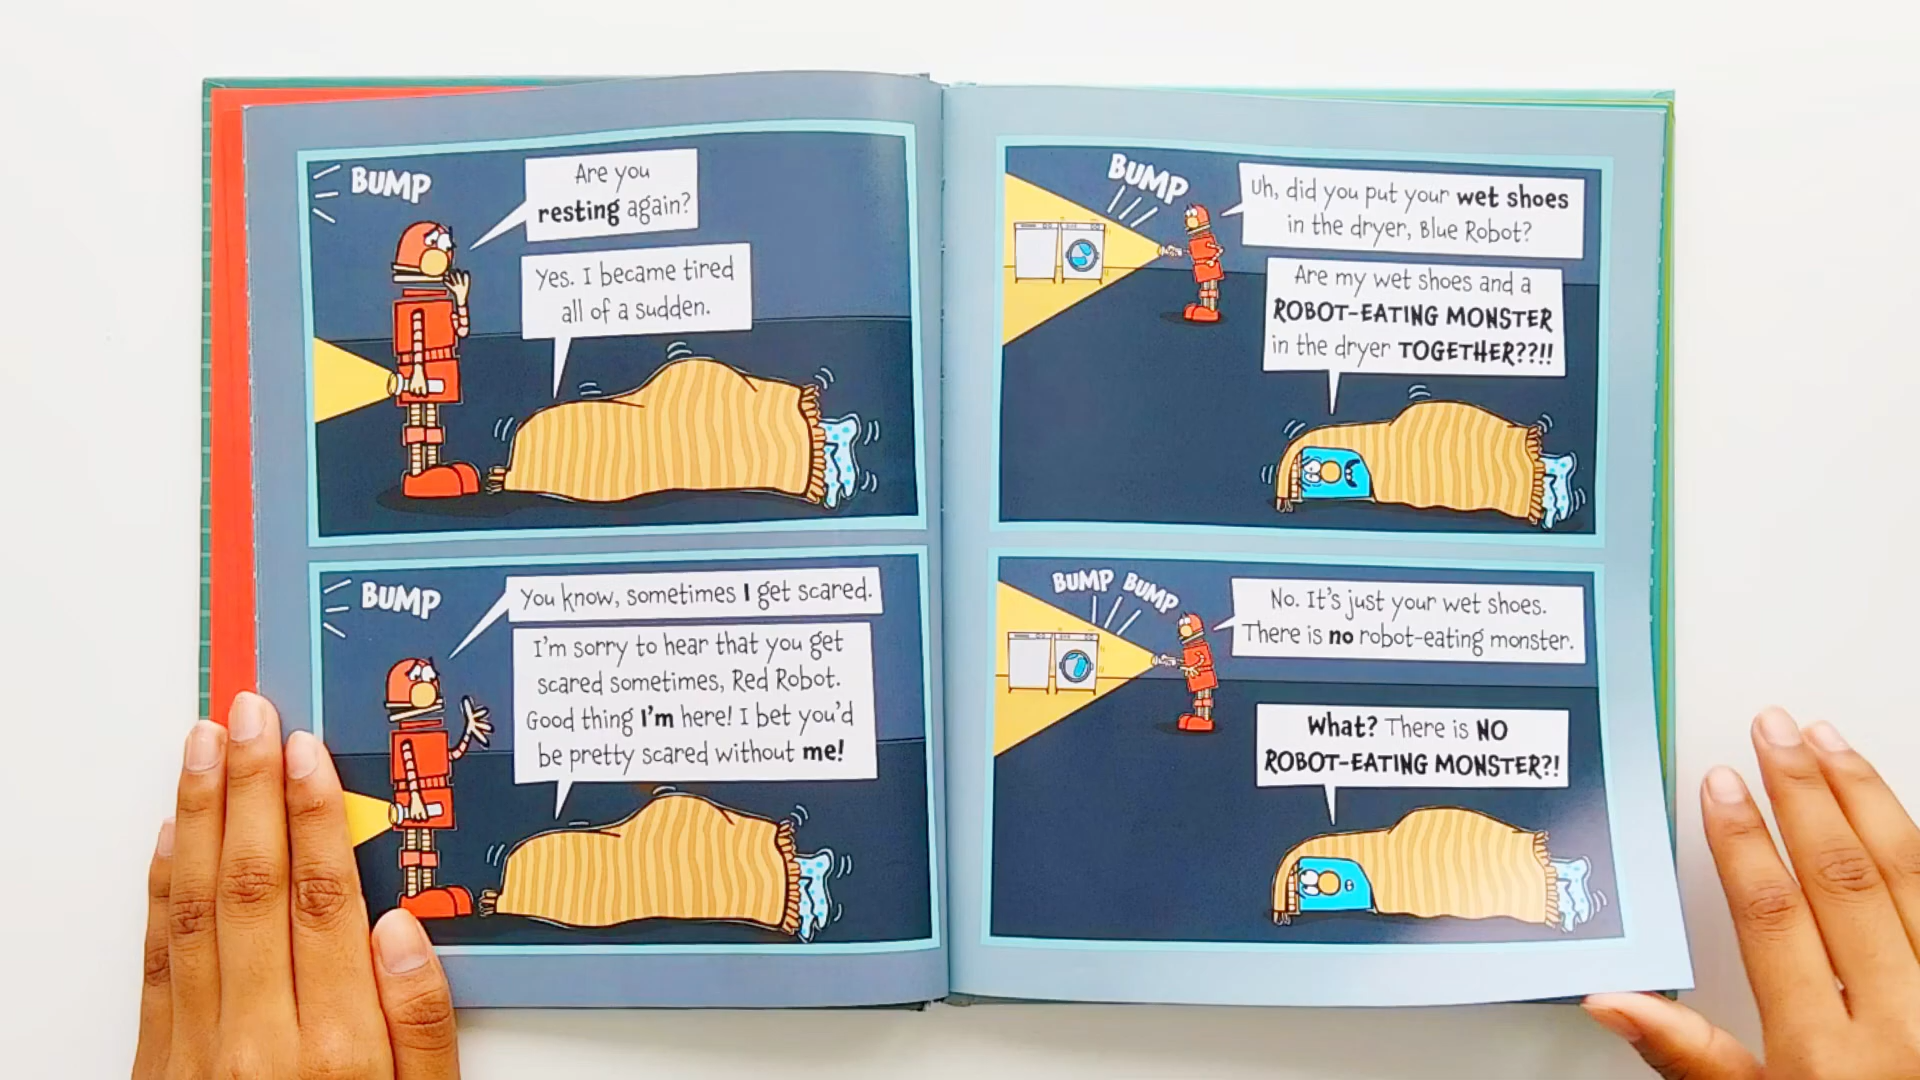 BUMP
Are you
resting again?
Yes. I became tired
all of a sudden.
BUMP
You know, sometimes I get scared.
I'm sorry to hear that you get
scared sometimes, Red Robot.
Good thing I'm here! I bet you'd
be pretty scared without me!
BUMP
Uh, did you put your wet shoes
in the dryer, Blue Robot?
Are my wet shoes and a
ROBOT-EATING MONSTER
in the dryer TOGETHER??!!
BUMP BUMP
No. It's just your wet shoes.
There is no robot-eating monster.
What? There is NO
ROBOT-EATING MONSTER?!